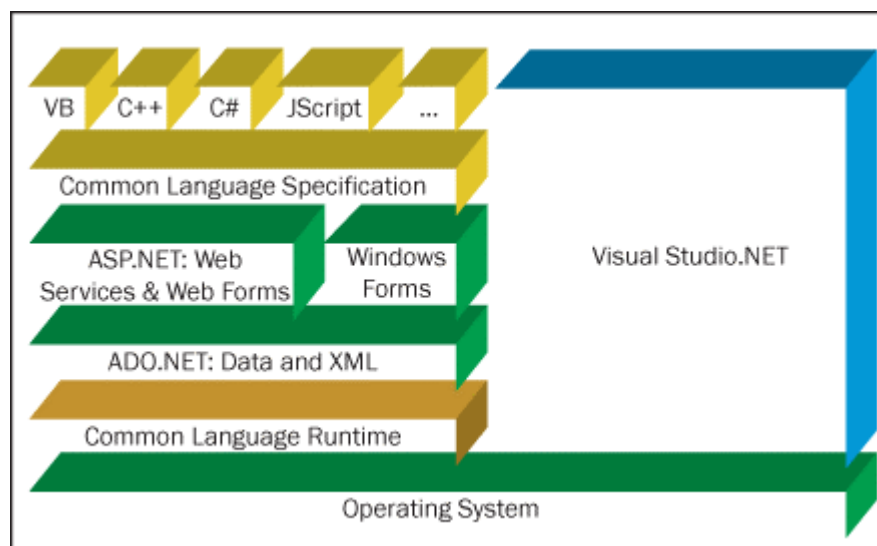 VB
C++
C#
JScript
...
Common Language Specification
ASP.NET: Web
Services & Web Forms
Windows
Forms
Visual Studio.NET
ADO.NET: Data and XML
Common Language Runtime
Operating System